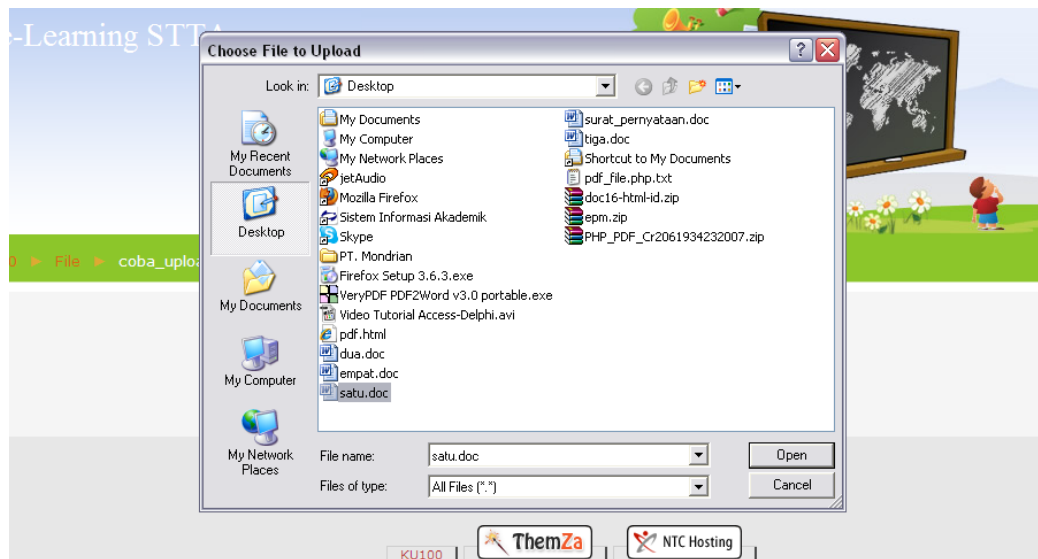 e-Learning STTA
Choose File to Upload
Look in:
Desktop
My Recent
Documents
Desktop
My Documents
My Computer
My Network
Places
My Documents
My Computer
My Network Places
jetAudio
Mozilla Firefox
Sistem Informasi Akademik
Skype
PT. Mondrian
Firefox Setup 3.6.3.exe
VeryPDF PDF2Word v3.0 portable.exe
Video Tutorial Access-Delphi.avi
pdf.html
dua.doc
empat.doc
satu.doc
surat_pernyataan.doc
tiga.doc
Shortcut to My Documents
pdf_file.php.txt
doc16-html-id.zip
epm.zip
PHP_PDF_Cr2061934232007.zip
0 ► File ► coba_uploa
File name:
satu.doc
Open
Files of type:
All Files (*.*)
Cancel
KU100
ThemZa
NTC Hosting